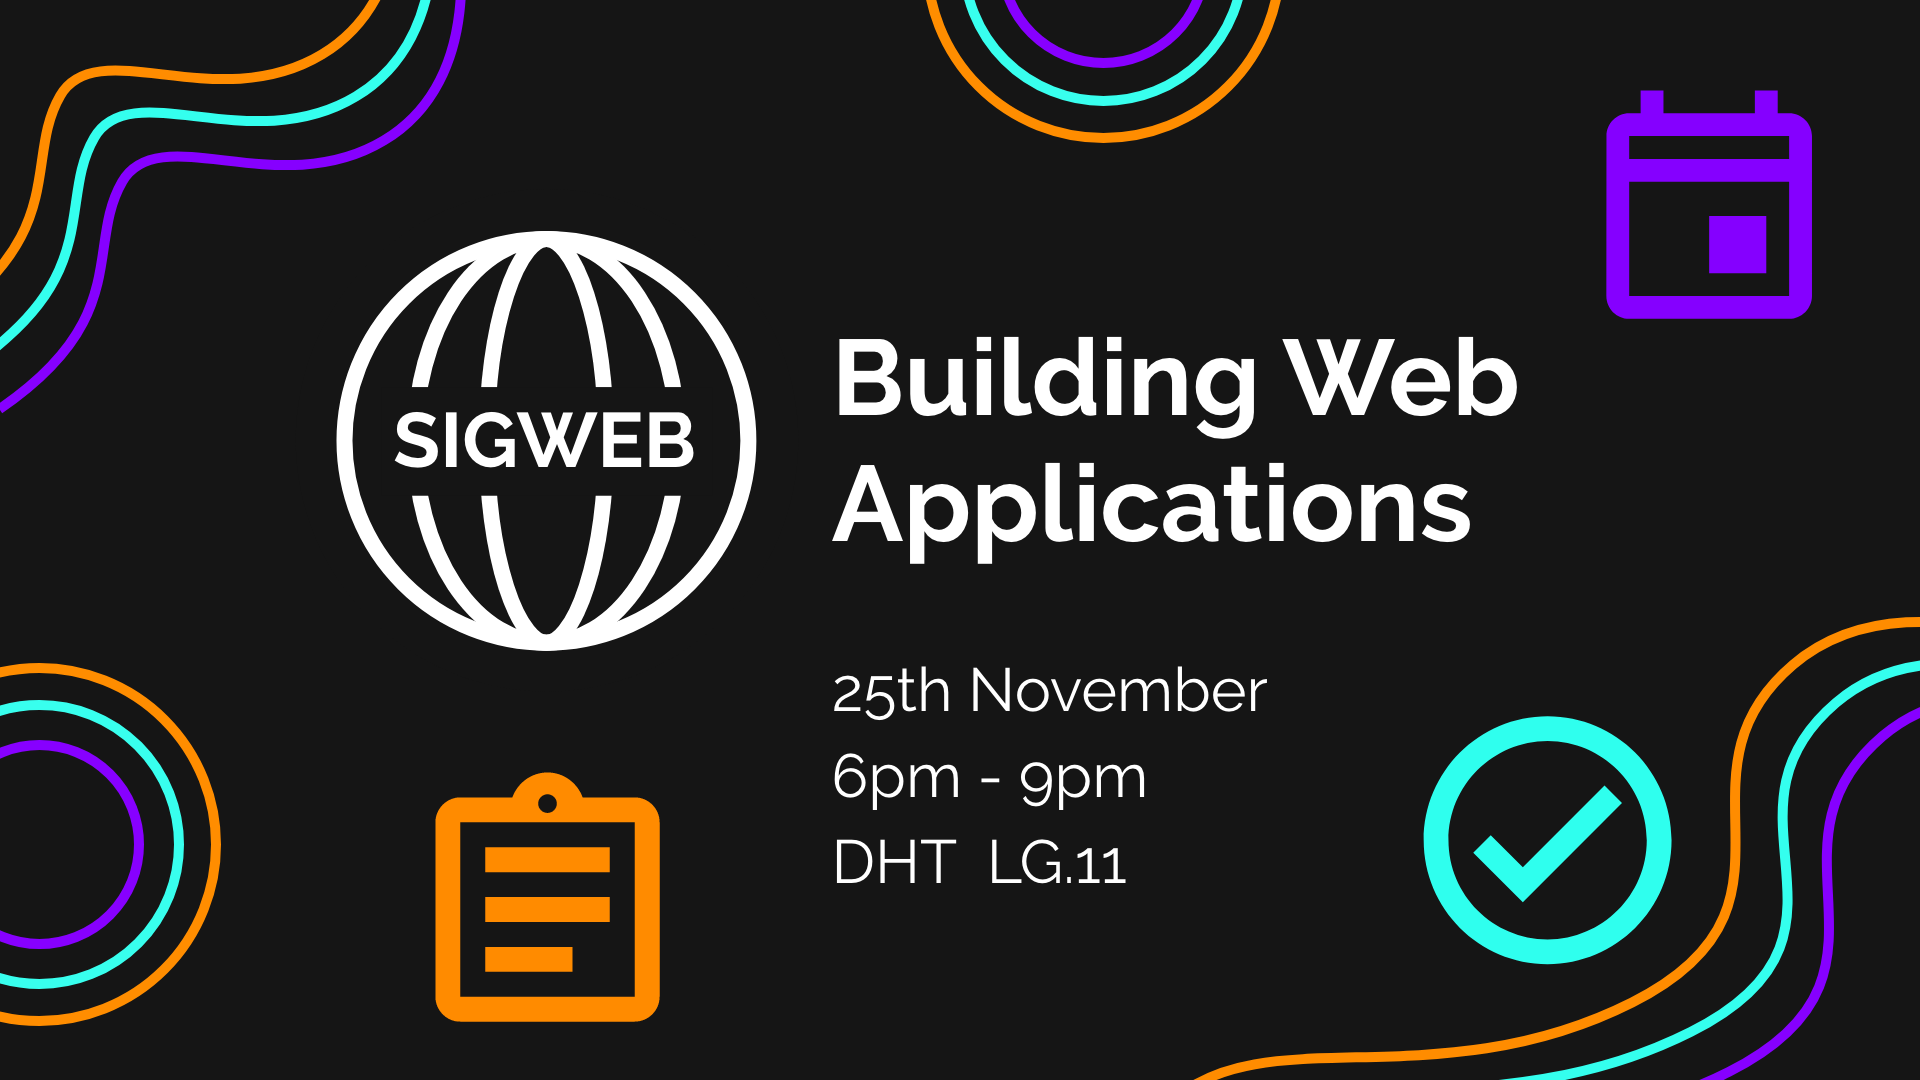 SIGWEB
Building Web
Applications
25th November
6pm - 9pm
DHT LG.11